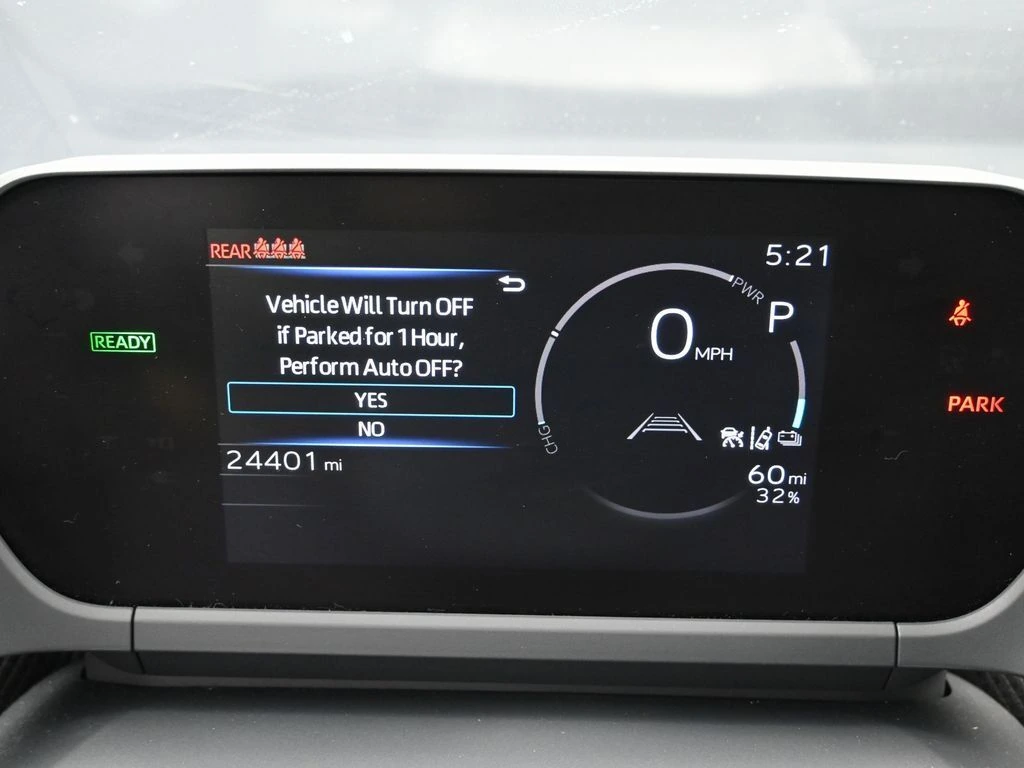 REAR
5:21
Vehicle Will Turn OFF
if Parked for 1 Hour,
Perform Auto OFF?
YES
NO
24401 mi
READY
PWR
P
0 MPH
CHG
60 mi
32%
PARK